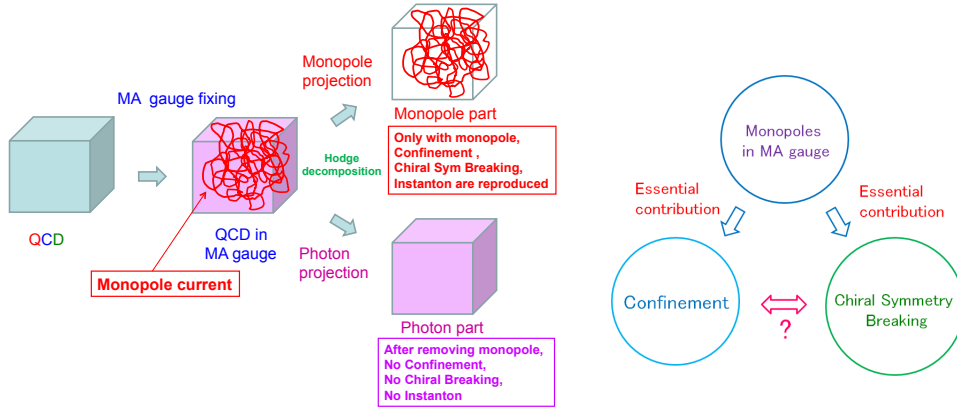 MA gauge fixing
QCD
Monopole current
QCD in
MA gauge
Monopole
projection
Hodge
decomposition
Photon
projection
Monopole part
Only with monopole,
Confinement ,
Chiral Sym Breaking,
Instanton are reproduced
Photon part
After removing monopole,
No Confinement,
No Chiral Breaking,
No Instanton
Monopoles
in MA gauge
Essential
contribution
Essential
contribution
Confinement
?
Chiral Symmetry
Breaking